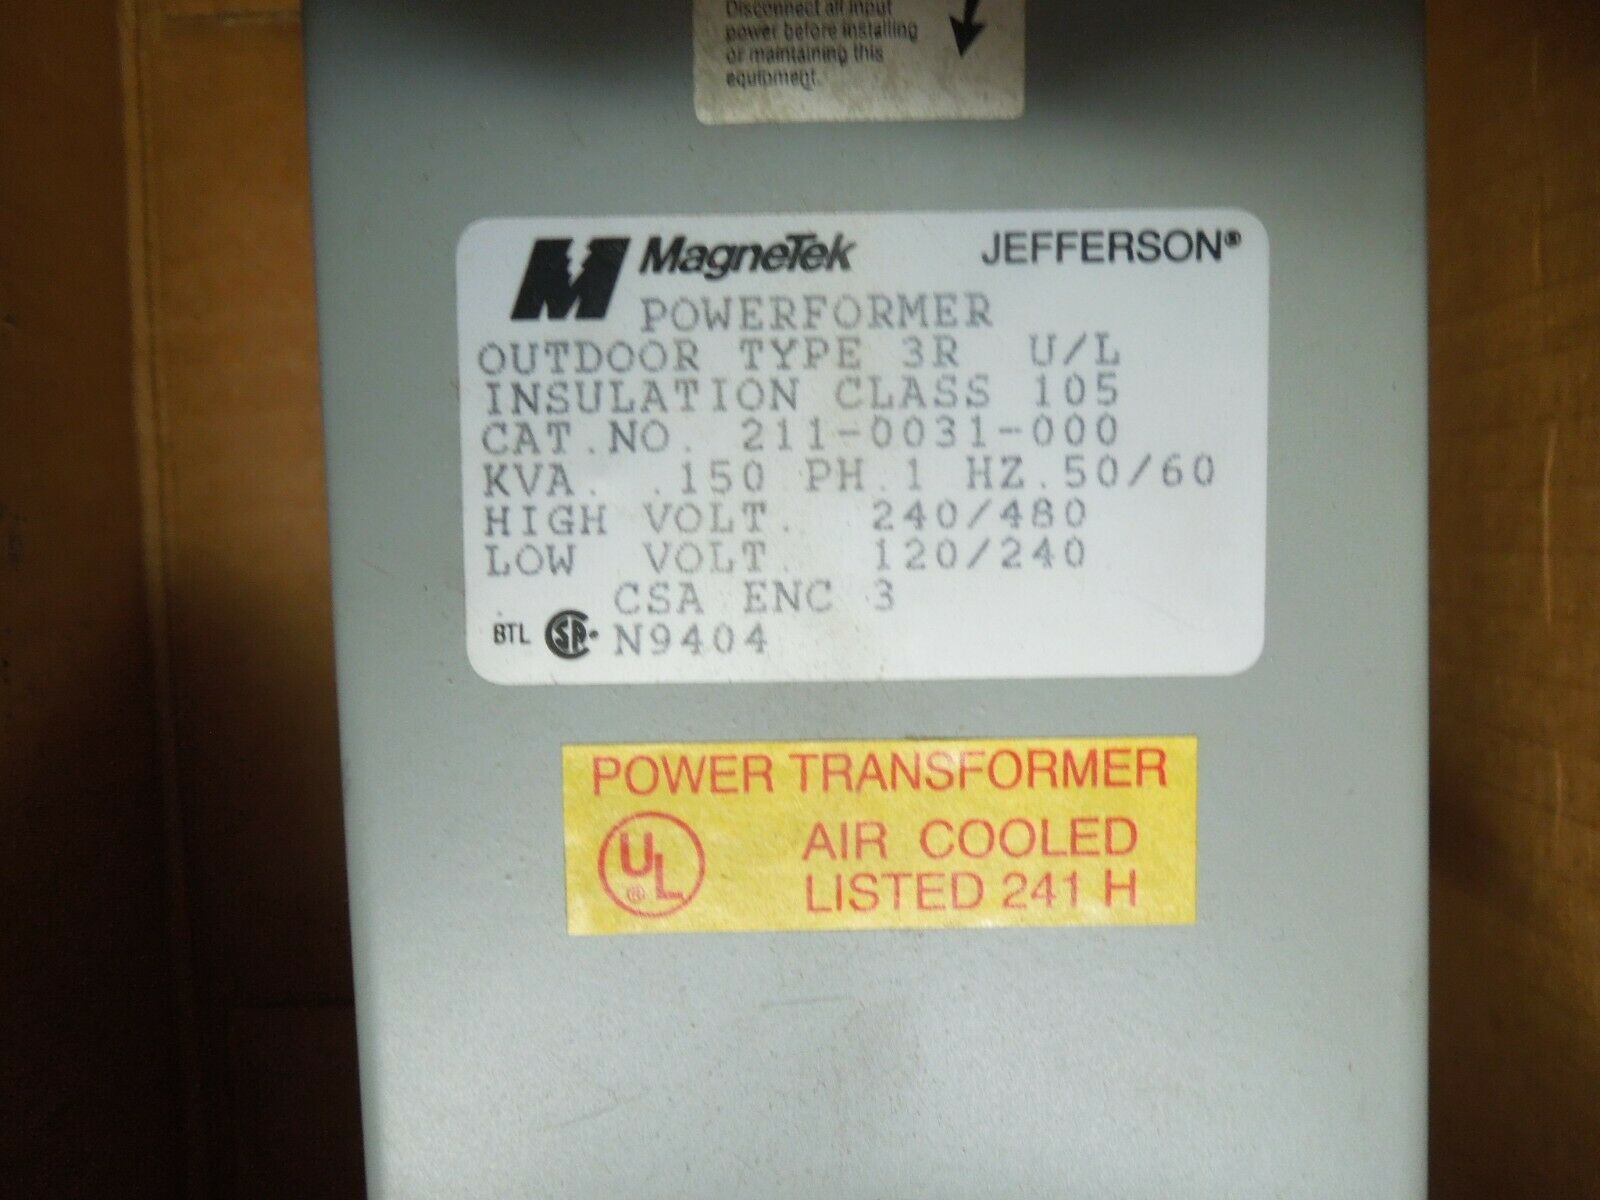 Disconnect all input
power before installing
or maintaining this
equipment.
MagneTek JEFFERSON®
POWERFORMER
OUTDOOR TYPE 3R U/L
INSULATION CLASS 105
CAT.NO. 211-0031-000
KVA. .150 PH.1 HZ.50/60
HIGH VOLT. 240/480
LOW VOLT. 120/240
CSA ENC 3
BTL SA® N9404
POWER TRANSFORMER
UL® AIR COOLED
LISTED 241 H